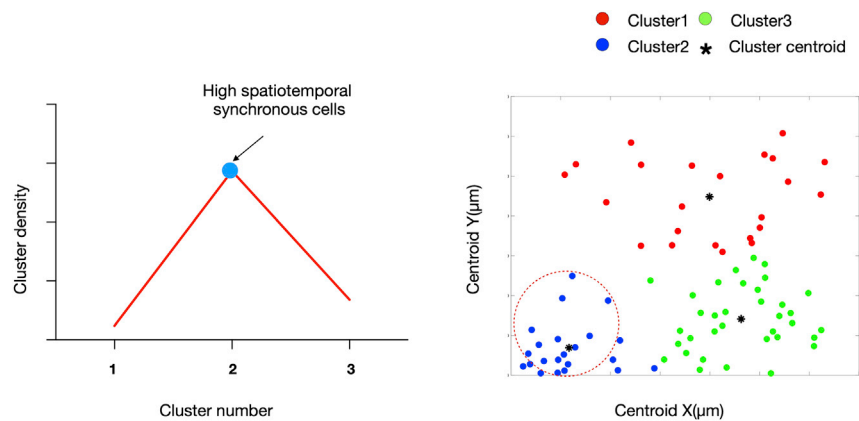 Cluster1
Cluster3
Cluster2
* Cluster centroid
High spatiotemporal
synchronous cells
Cluster density
1
2
3
Cluster number
Centroid Y(μm)
Centroid X(μm)